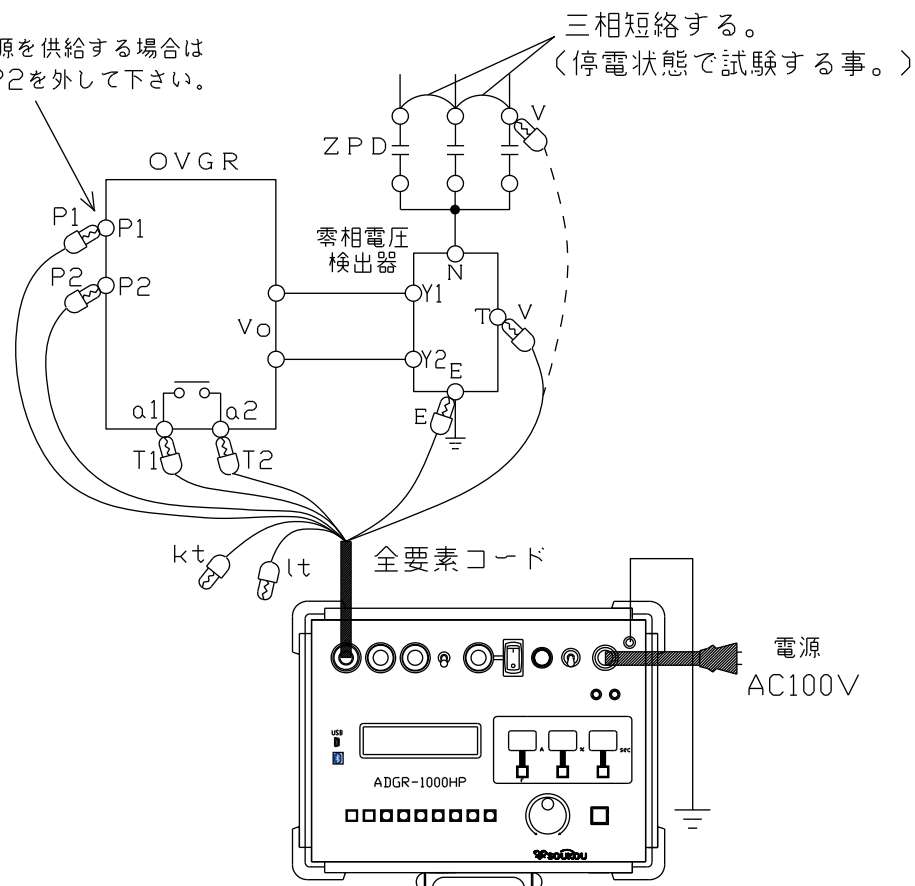 三相短絡する。
(停電状態で試験する事。)
源を供給する場合は
P2を外して下さい。
V
ZPD
OVGR
P1
P1
P2
P2
零相電圧
検出器
N
Y1
T
V
Vo
Y2
E
E
a1
a2
T1
T2
kt
lt
全要素コード
電源
AC100V
USB
A
%
sec
ADGR-1000HP
SOUKOU